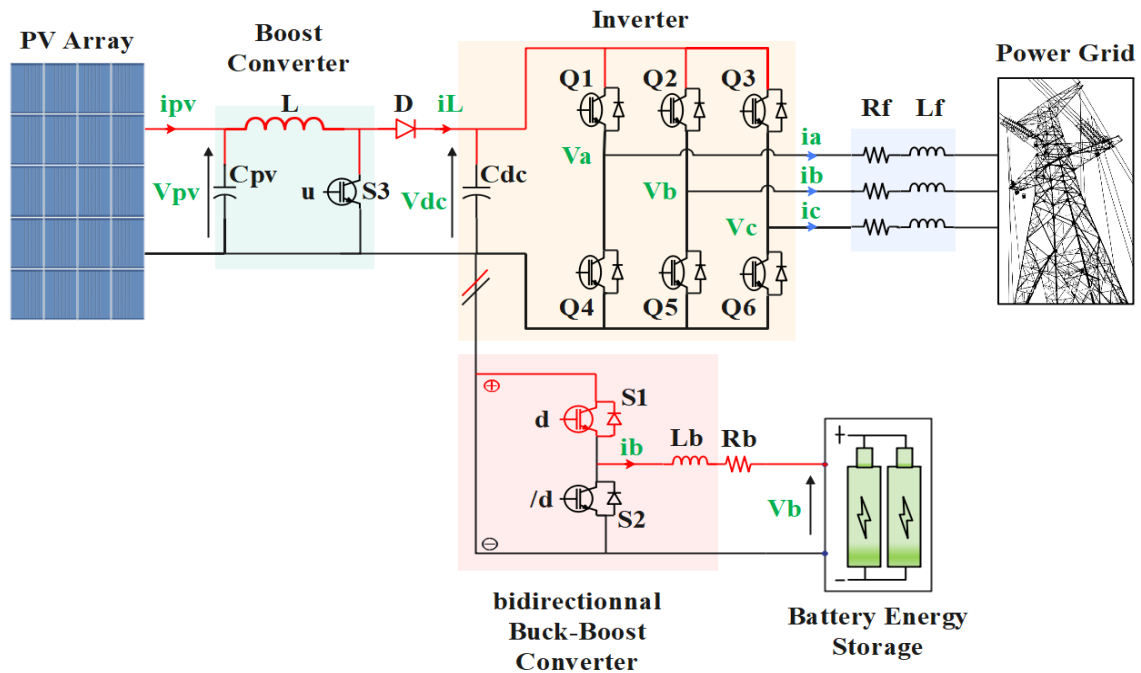 PV Array
Boost
Converter
Inverter
Power Grid
ipv
L
D
iL
Q1
Q2
Q3
Rf
Lf
ia
Va
Vpv
Cpv
u
S3
Vdc
Cdc
Vb
ib
Vc
ic
Q4
Q5
Q6
+
S1
d
ib
Lb
Rb
+
/d
S2
Vb
−
−
bidirectionnal
Buck-Boost
Converter
Battery Energy
Storage